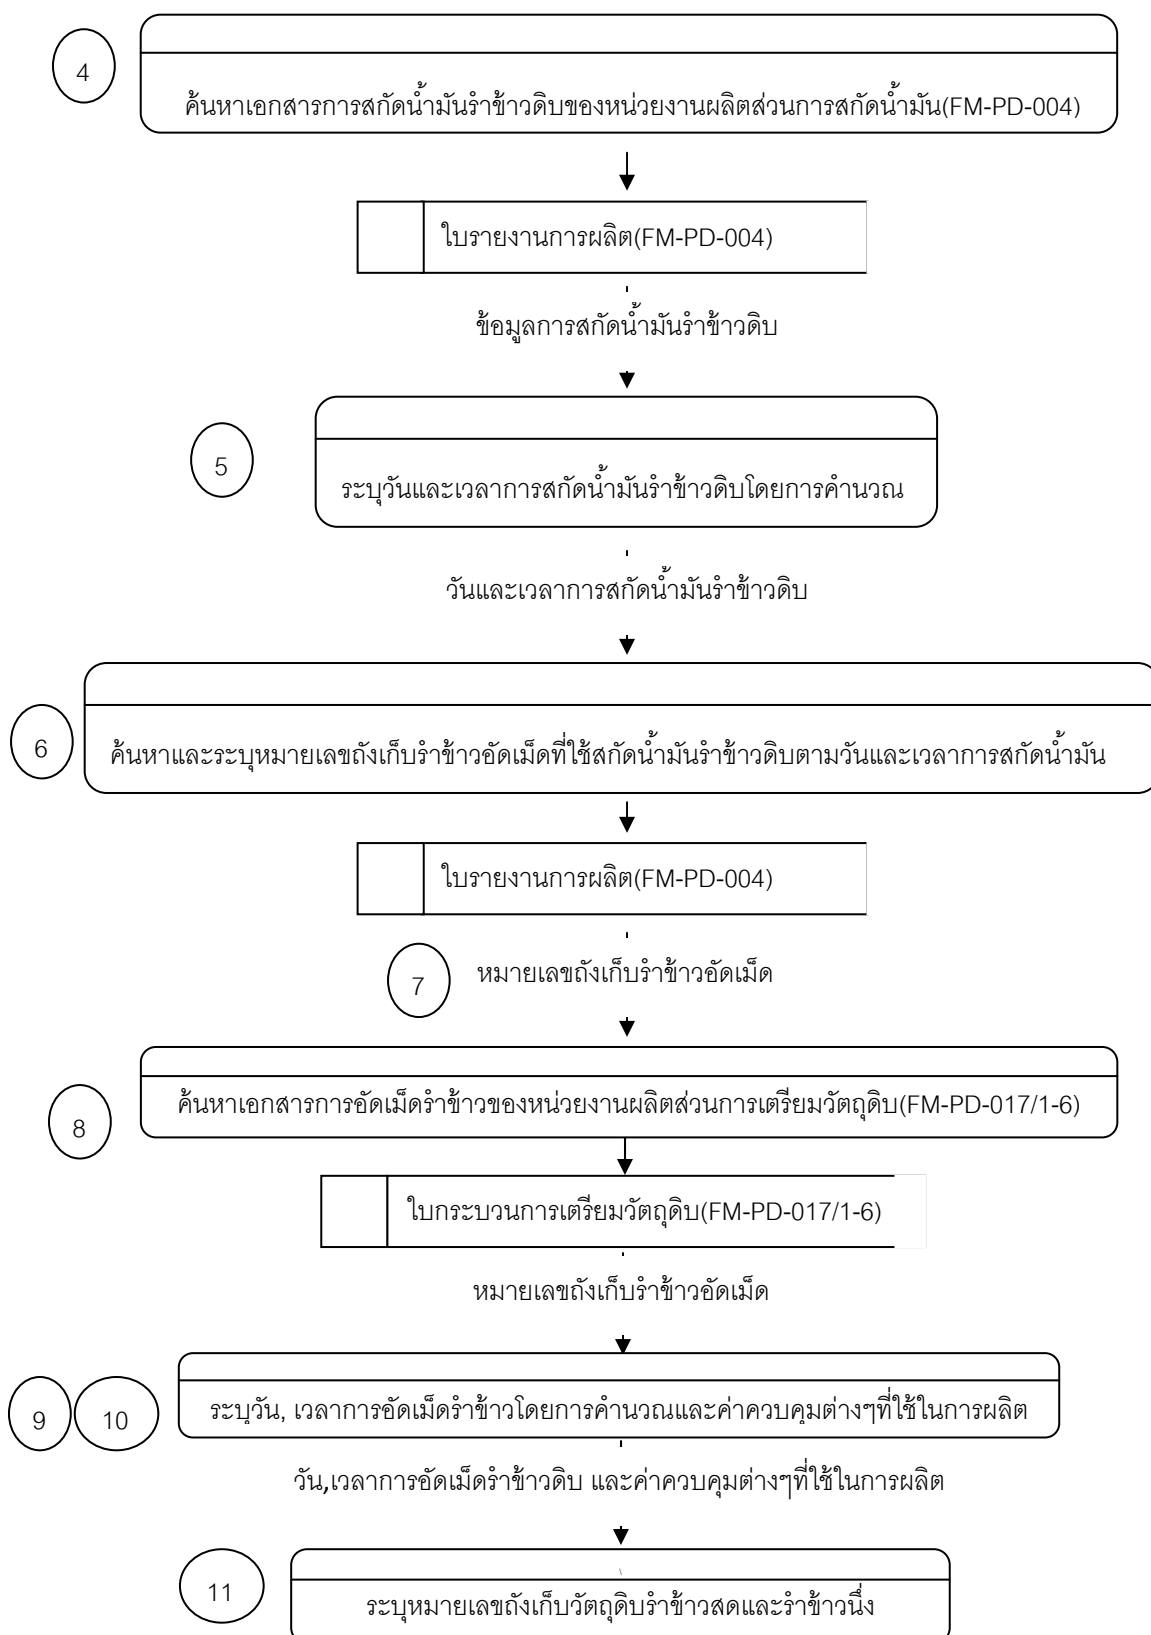 4
ค้นหาเอกสารการสกัดน้ำมันรำข้าวดิบของหน่วยงานผลิตส่วนการสกัดน้ำมัน(FM-PD-004)
ใบรายงานการผลิต(FM-PD-004)
ข้อมูลการสกัดน้ำมันรำข้าวดิบ
5
ระบุวันและเวลาการสกัดน้ำมันรำข้าวดิบโดยการคำนวณ
วันและเวลาการสกัดน้ำมันรำข้าวดิบ
6
ค้นหาและระบุหมายเลขถังเก็บรำข้าวอัดเม็ดที่ใช้สกัดน้ำมันรำข้าวดิบตามวันและเวลาการสกัดน้ำมัน
ใบรายงานการผลิต(FM-PD-004)
7
หมายเลขถังเก็บรำข้าวอัดเม็ด
8
ค้นหาเอกสารการอัดเม็ดรำข้าวของหน่วยงานผลิตส่วนการเตรียมวัตถุดิบ(FM-PD-017/1-6)
ใบกระบวนการเตรียมวัตถุดิบ(FM-PD-017/1-6)
หมายเลขถังเก็บรำข้าวอัดเม็ด
9 10
ระบุวัน, เวลาการอัดเม็ดรำข้าวโดยการคำนวณและค่าควบคุมต่างๆที่ใช้ในการผลิต
วัน,เวลาการอัดเม็ดรำข้าวดิบ และค่าควบคุมต่างๆที่ใช้ในการผลิต
11
ระบุหมายเลขถังเก็บวัตถุดิบรำข้าวสดและรำข้าวนึ่ง